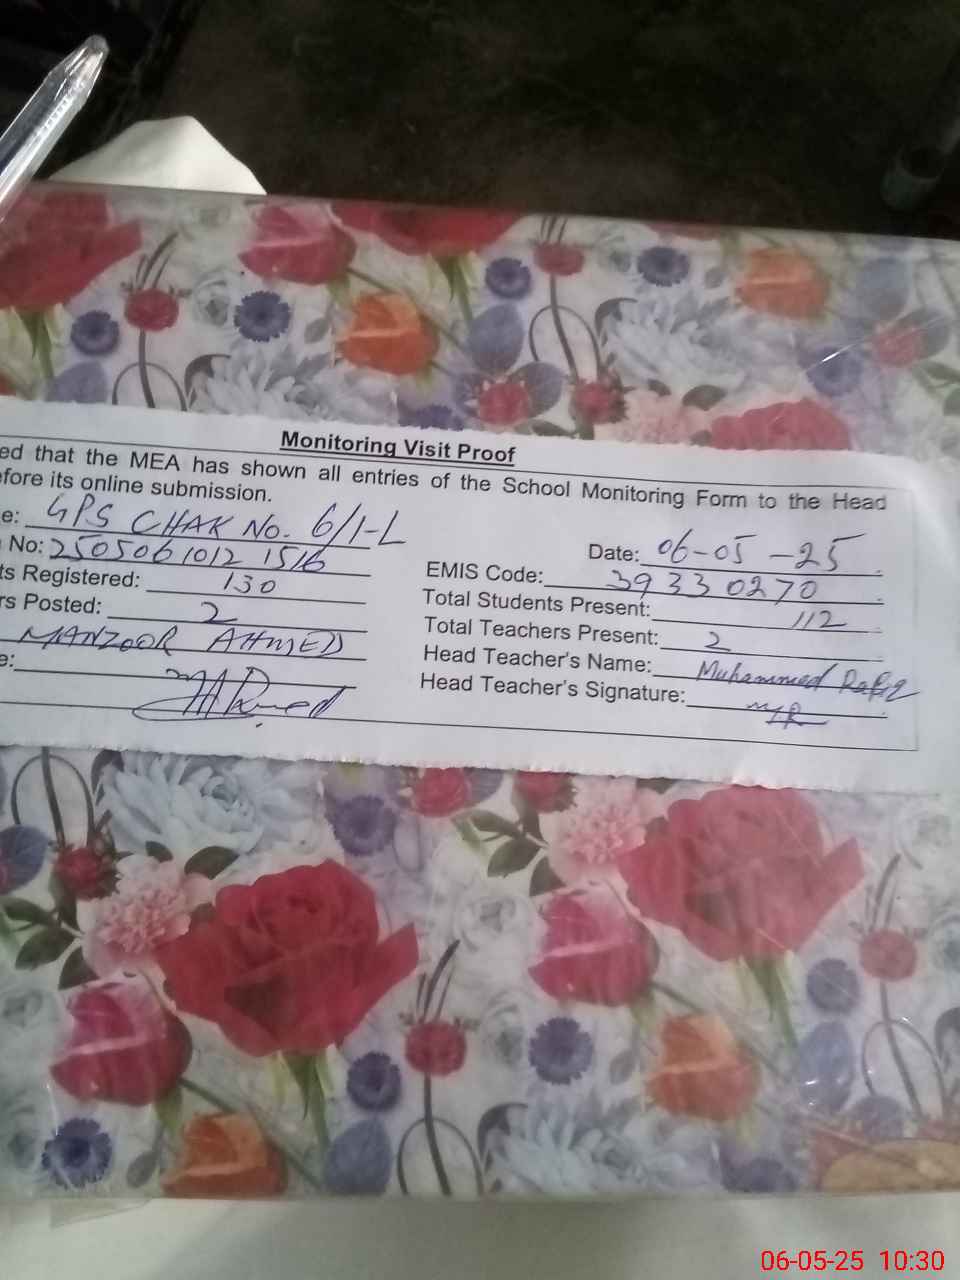 Monitoring Visit Proof
ed that the MEA has shown all entries of the School Monitoring Form to the Head
efore its online submission.
e: GPS CHAK No. 6/1-L
Date: 06-05-25
No: 2505061012 1516
EMIS Code: 39330270
ts Registered: 130
Total Students Present: 112
rs Posted: 2
Total Teachers Present: 2
MANZOOR AHMED
Head Teacher's Name: Muhammed Rafiq
e:
Head Teacher's Signature: MR
06-05-25 10:30